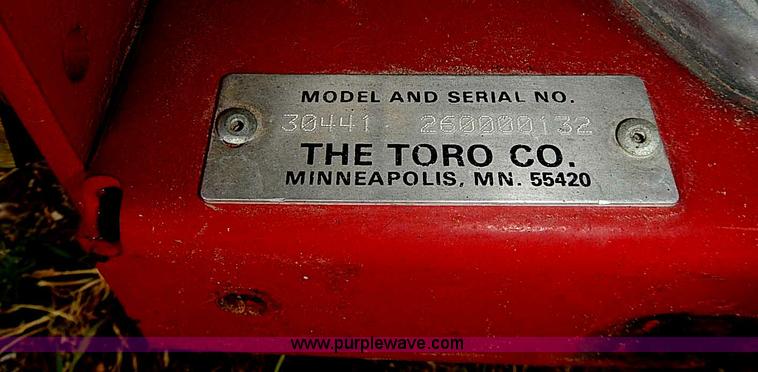 MODEL AND SERIAL NO.
30441 260000132
THE TORO CO.
MINNEAPOLIS, MN. 55420
www.purplewave.com